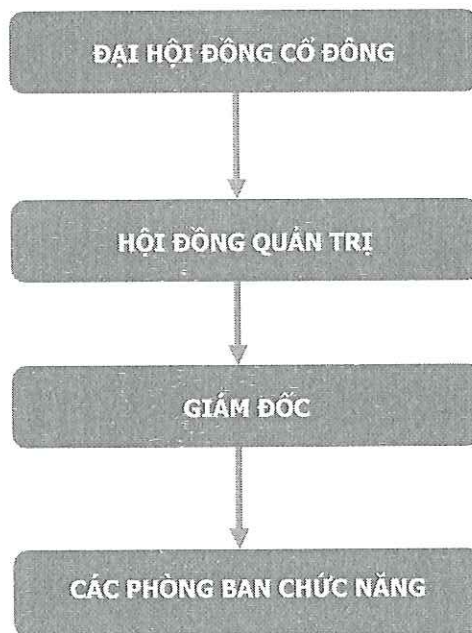 ĐẠI HỘI ĐỒNG CỔ ĐÔNG
HỘI ĐỒNG QUẢN TRỊ
GIÁM ĐỐC
CÁC PHÒNG BAN CHỨC NĂNG